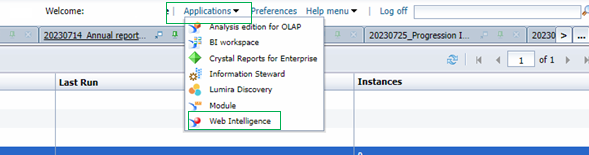 Welcome: | Applications | Preferences Help menu | Log off
20230714_Annual report... 20230725_Progression I... 20230 > ...
Analysis edition for OLAP
BI workspace
Crystal Reports for Enterprise
Information Steward
Lumira Discovery
Module
Web Intelligence
1 of 1
Last Run Instances